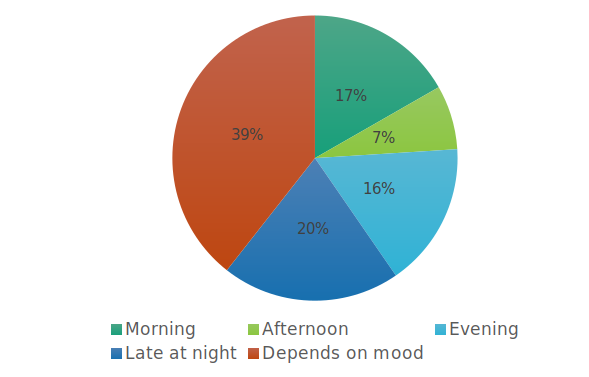 17%
7%
39%
16%
20%
Morning Afternoon Evening
Late at night Depends on mood